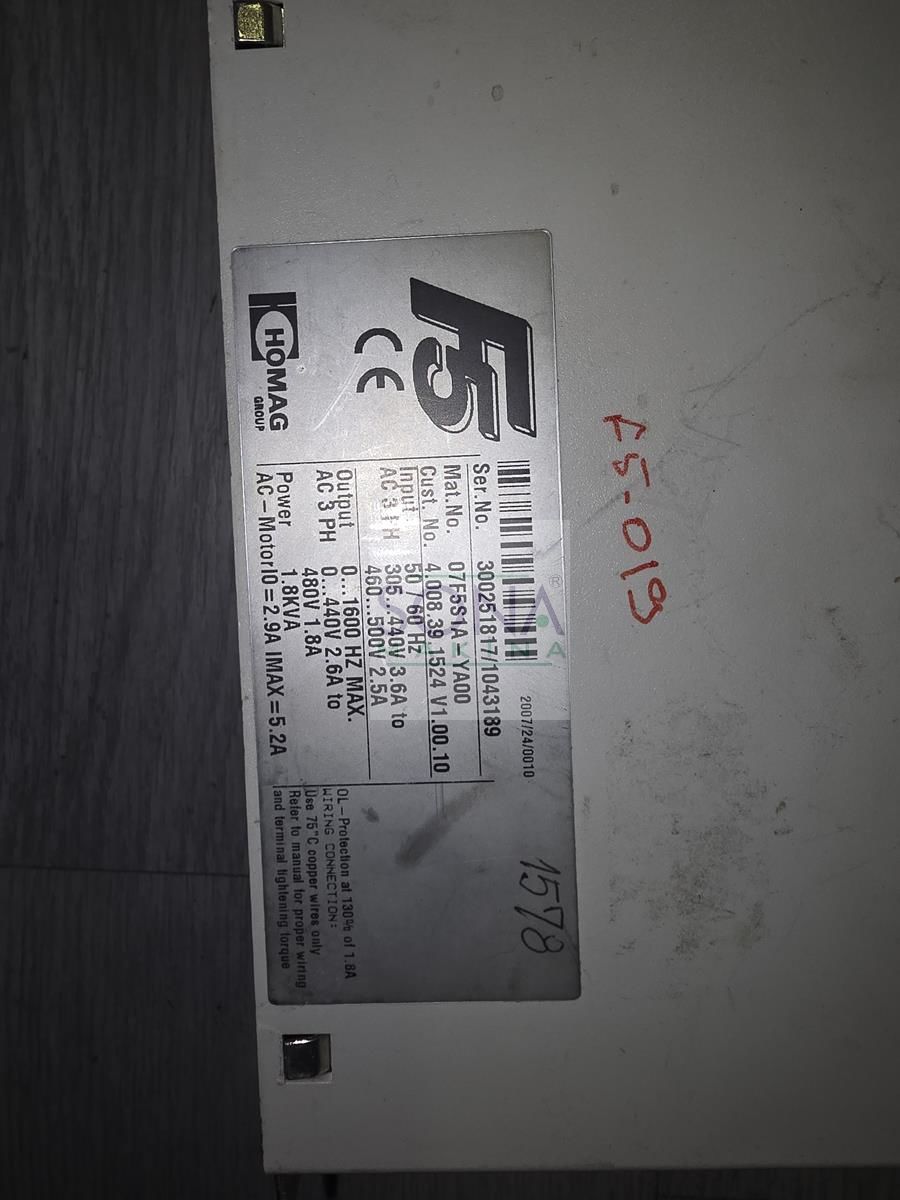 F5
CE
HOMAG
GROUP
2007/24/0010
Ser.No. 300251817/1043189
Mat.No. 07F5S1A-YA00
Cust. No. 4.008.39.1524 V1.00.10
Input 50 / 60 Hz
AC 3 PH 305...440V 3.6A to
460...500V 2.5A
Output 0...1600 HZ MAX.
AC 3 PH 0...440V 2.6A to
480V 1.8A
Power 1.8KVA
AC-MotorI0=2.9A IMAX=5.2A
1578
OL-Protection at 130% of 1.8A
WIRING CONNECTION:
Use 75°C copper wires only
Refer to manual for proper wiring
and terminal tightening torque
F5-019
MAKINA